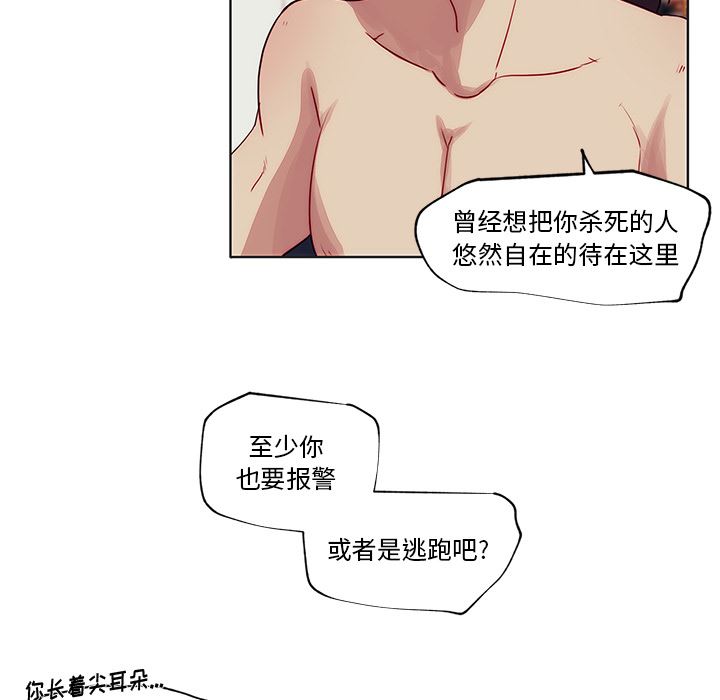 曾经想把你杀死的人
悠然自在的待在这里
至少你
也要报警
或者是逃跑吧?
你长着尖耳朵...